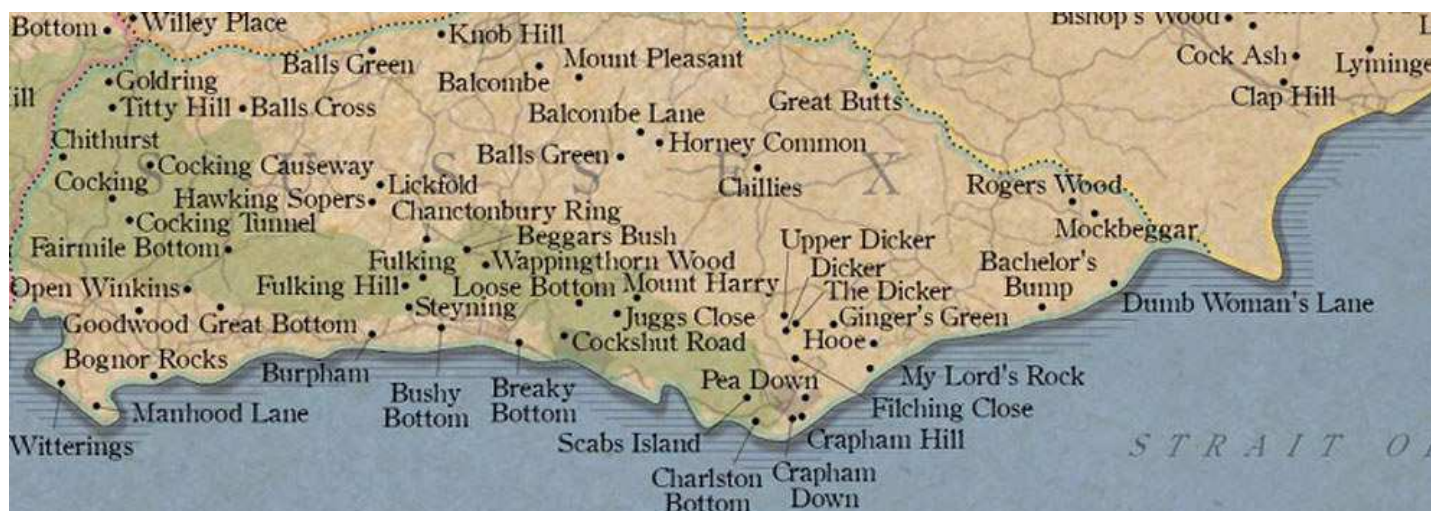 Bottom
Willey Place
Knob Hill
Bishop's Wood
Balls Green
Mount Pleasant
Cock Ash
Goldring
Balcombe
Lyminge
ill
Titty Hill
Balls Cross
Great Butts
Clap Hill
Balcombe Lane
Chithurst
Horney Common
Cocking Causeway
Balls Green
S U S S E X
Cocking
Lickfold
Chillies
Rogers Wood
Hawking Sopers
Chanctonbury Ring
Cocking Tunnel
Mockbeggar
Fairmile Bottom
Beggars Bush
Upper Dicker
Fulking
Wappingthorn Wood
Dicker
Bachelor's
Bump
Open Winkins
Fulking Hill
Loose Bottom
Mount Harry
The Dicker
Dumb Woman's Lane
Steyning
Goodwood
Great Bottom
Juggs Close
Ginger's Green
Cockshut Road
Hooe
Bognor Rocks
Burpham
Pea Down
My Lord's Rock
Bushy
Bottom
Breaky
Bottom
Manhood Lane
Filching Close
Witterings
Scabs Island
Crapham Hill
STRAIT O
Charlston
Bottom
Crapham
Down